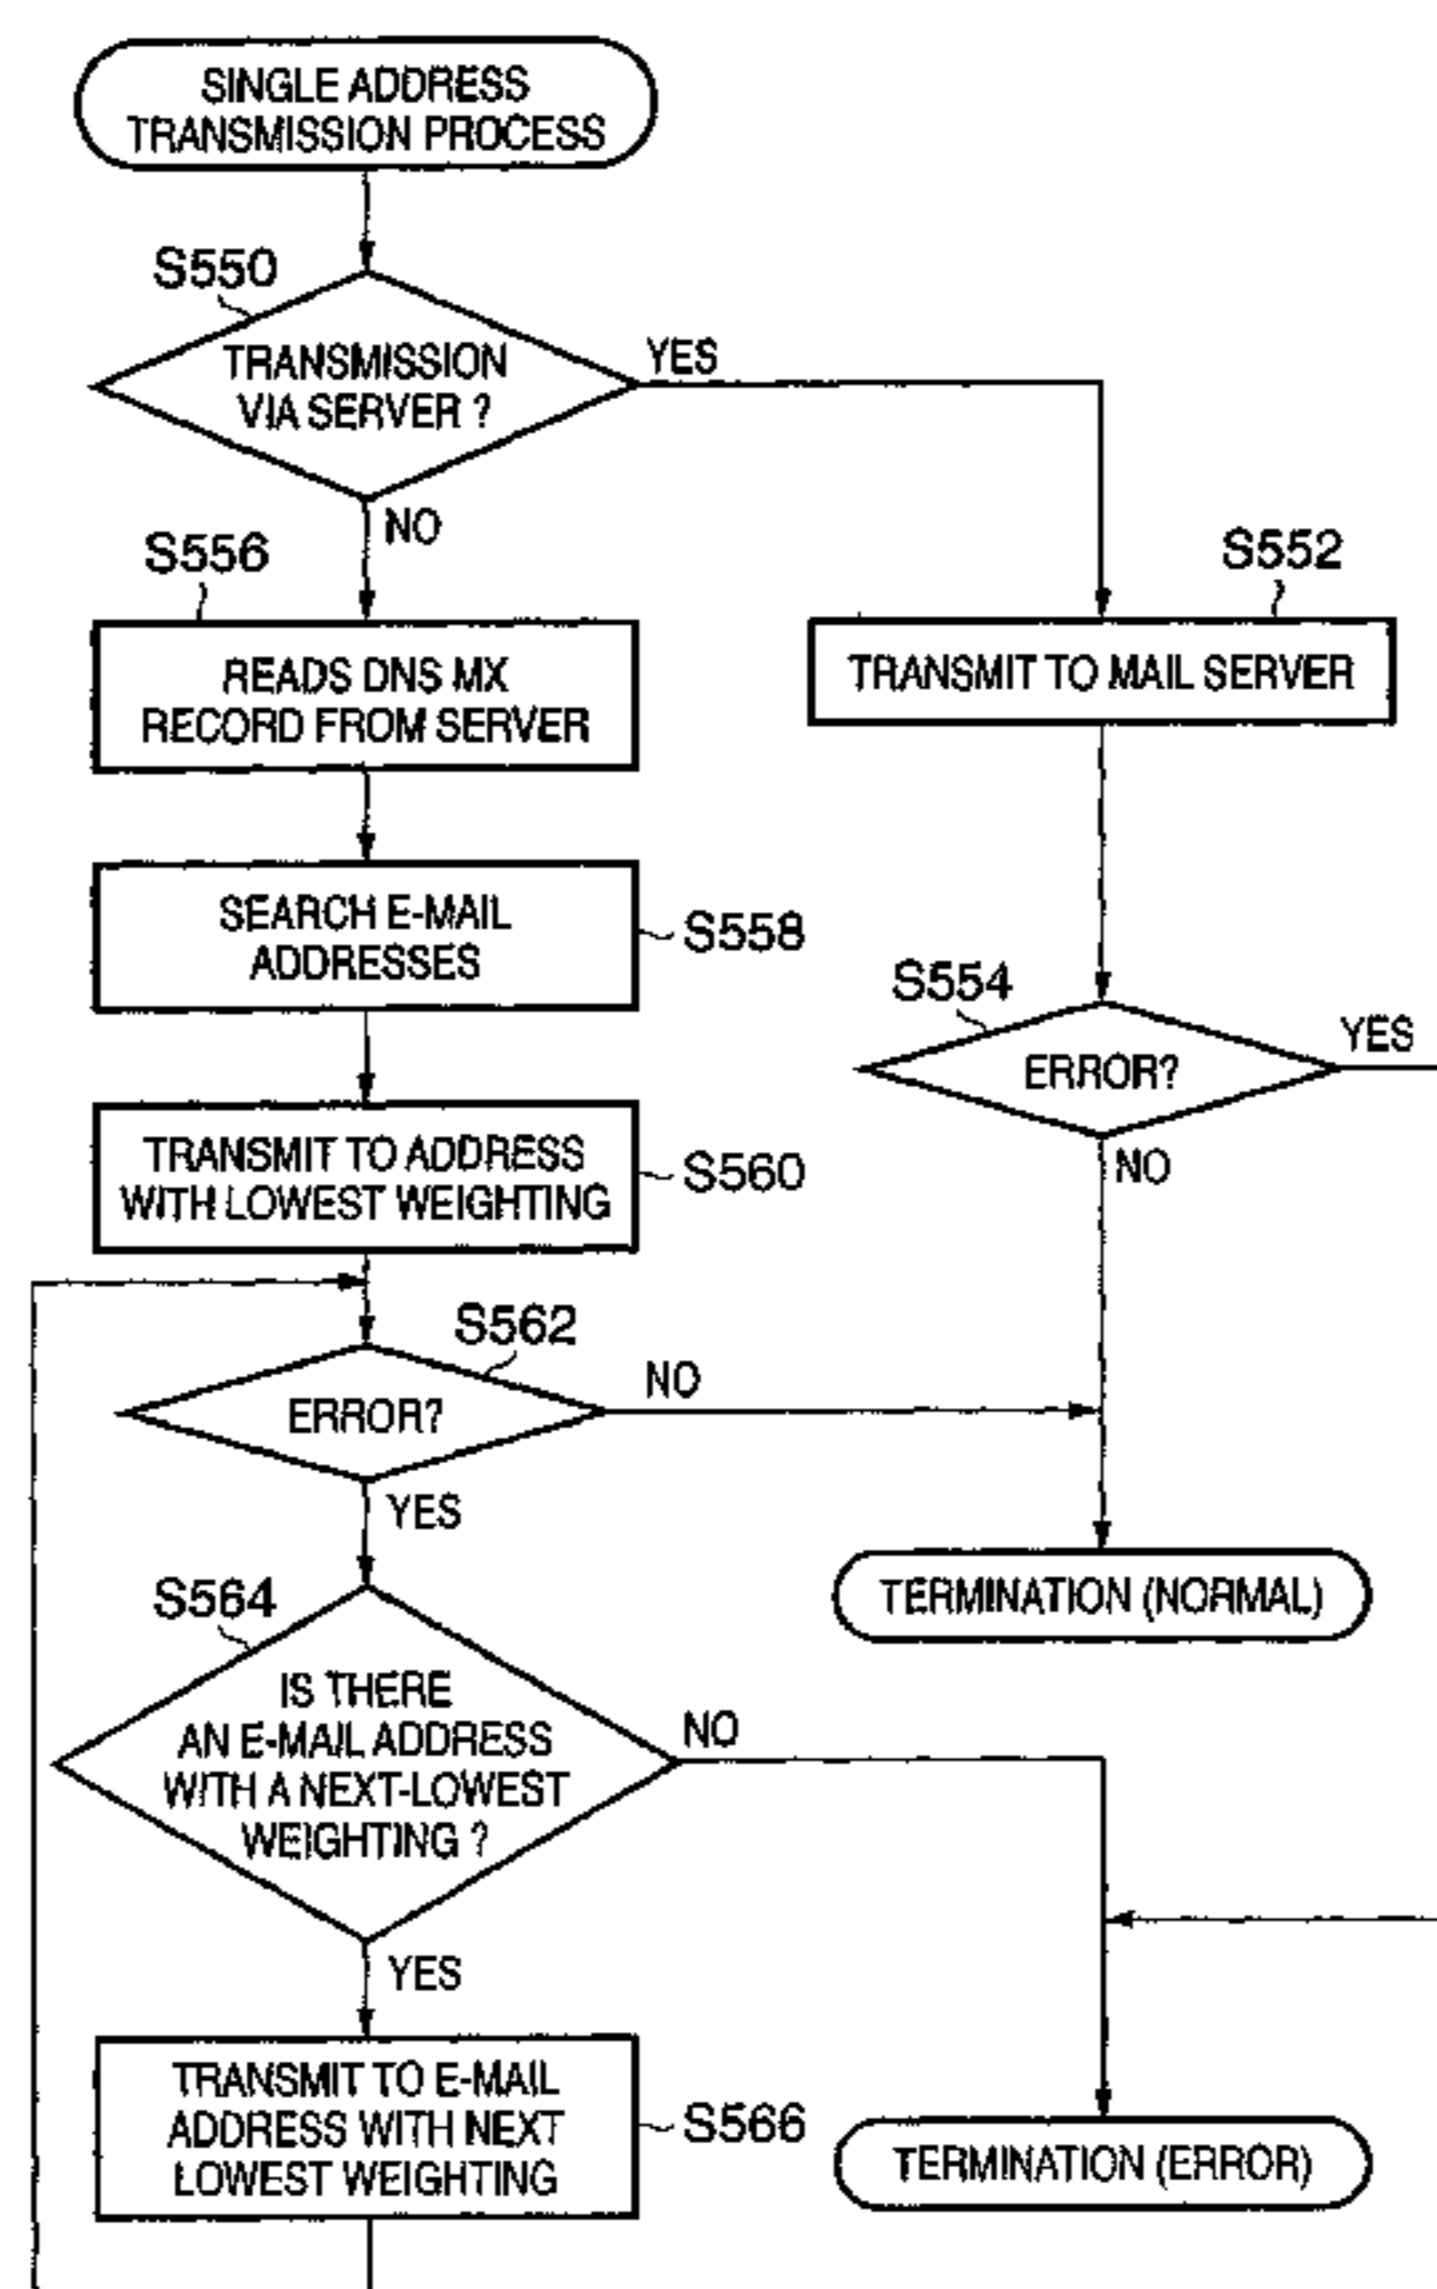 SINGLE ADDRESS
TRANSMISSION PROCESS
S550
TRANSMISSION
VIA SERVER ?
YES
NO
S556
READS DNS MX
RECORD FROM SERVER
S552
TRANSMIT TO MAIL SERVER
SEARCH E-MAIL
ADDRESSES
S558
S554
ERROR?
YES
NO
TRANSMIT TO ADDRESS
WITH LOWEST WEIGHTING
S560
S562
ERROR?
NO
YES
TERMINATION (NORMAL)
S564
IS THERE
AN E-MAIL ADDRESS
WITH A NEXT-LOWEST
WEIGHTING ?
NO
YES
TRANSMIT TO E-MAIL
ADDRESS WITH NEXT
LOWEST WEIGHTING
S566
TERMINATION (ERROR)